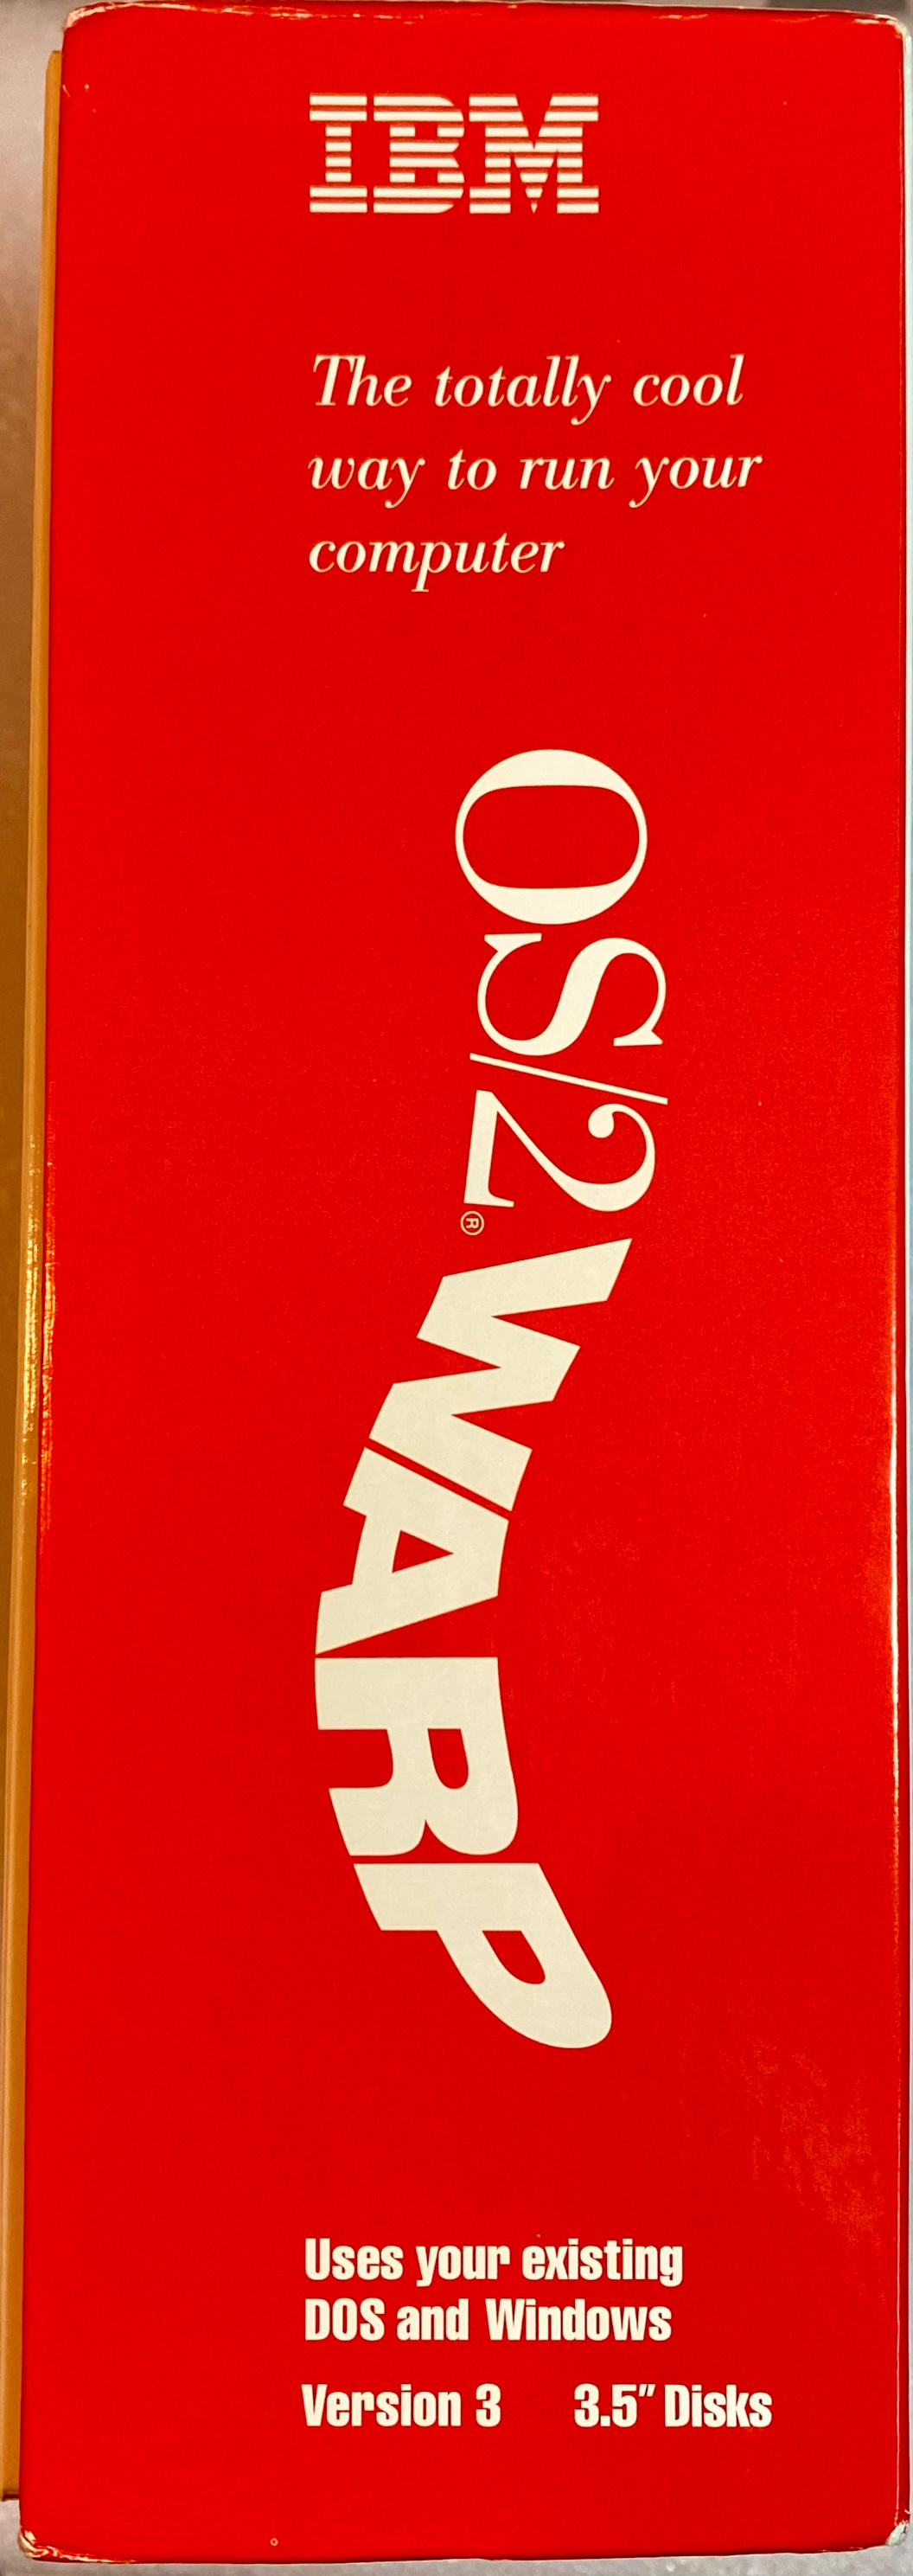 IBM
The totally cool
way to run your
computer
OS/2® WARP
Uses your existing
DOS and Windows
Version 3 3.5" Disks